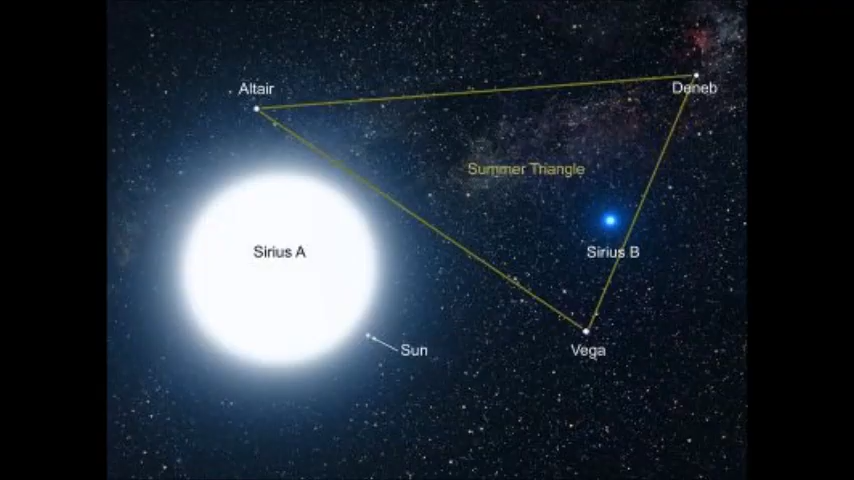 Altair
Deneb
Summer Triangle
Sirius A
Sirius B
Sun
Vega